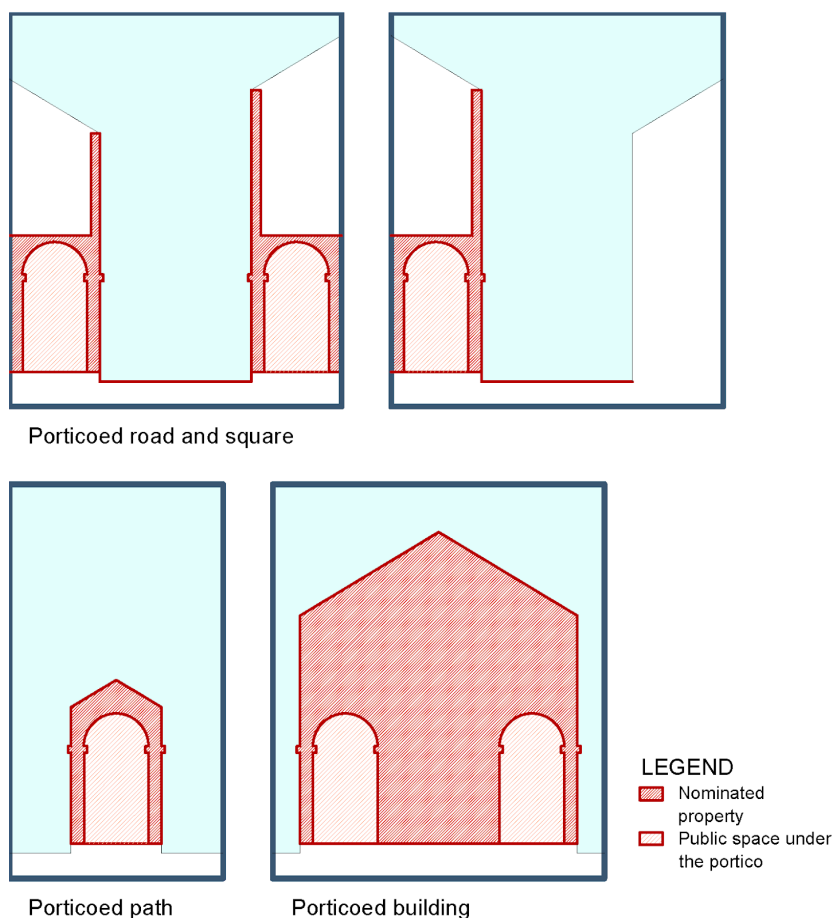 Porticoed road and square
LEGEND
Nominated
property
Public space under
the portico
Porticoed path
Porticoed building